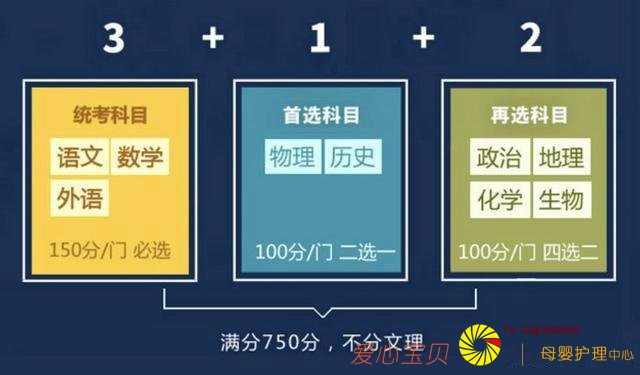 3 + 1 + 2
统考科目
语文 数学
外语
150分/门 必选
首选科目
物理 历史
100分/门 二选一
再选科目
政治 地理
化学 生物
100分/门 四选二
满分750分，不分文理
爱心宝贝
母婴护理中心